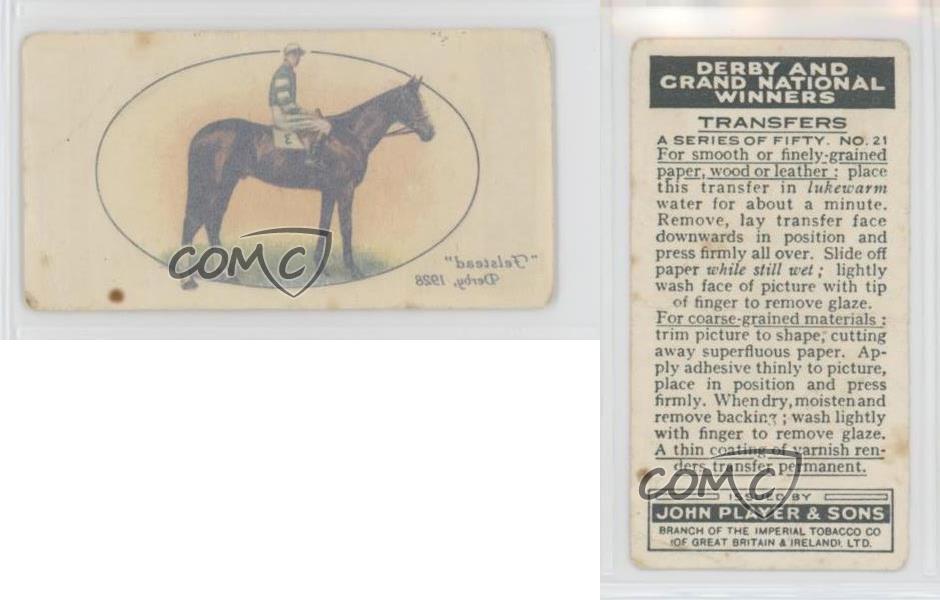 3
"Felstead"
Derby, 1928
COMC
DERBY AND
GRAND NATIONAL
WINNERS
TRANSFERS
A SERIES OF FIFTY. NO. 21
For smooth or finely-grained
paper, wood or leather: place
this transfer in lukewarm
water for about a minute.
Remove, lay transfer face
downwards in position and
press firmly all over. Slide off
paper while still wet; lightly
wash face of picture with tip
of finger to remove glaze.
For coarse-grained materials:
trim picture to shape, cutting
away superfluous paper. Ap-
ply adhesive thinly to picture,
place in position and press
firmly. When dry, moisten and
remove backing; wash lightly
with finger to remove glaze.
A thin coating of varnish ren-
ders transfer permanent.
COMC
ISSUED BY
JOHN PLAYER & SONS
BRANCH OF THE IMPERIAL TOBACCO CO
(OF GREAT BRITAIN & IRELAND), LTD.